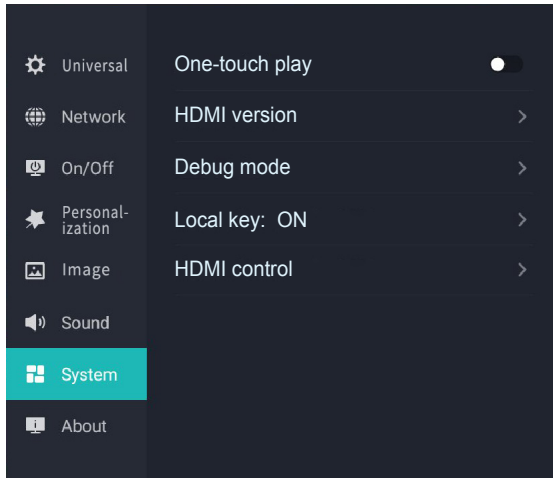 Universal
Network
On/Off
Personal-
ization
Image
Sound
System
About
One-touch play
HDMI version
Debug mode
Local key: ON
HDMI control